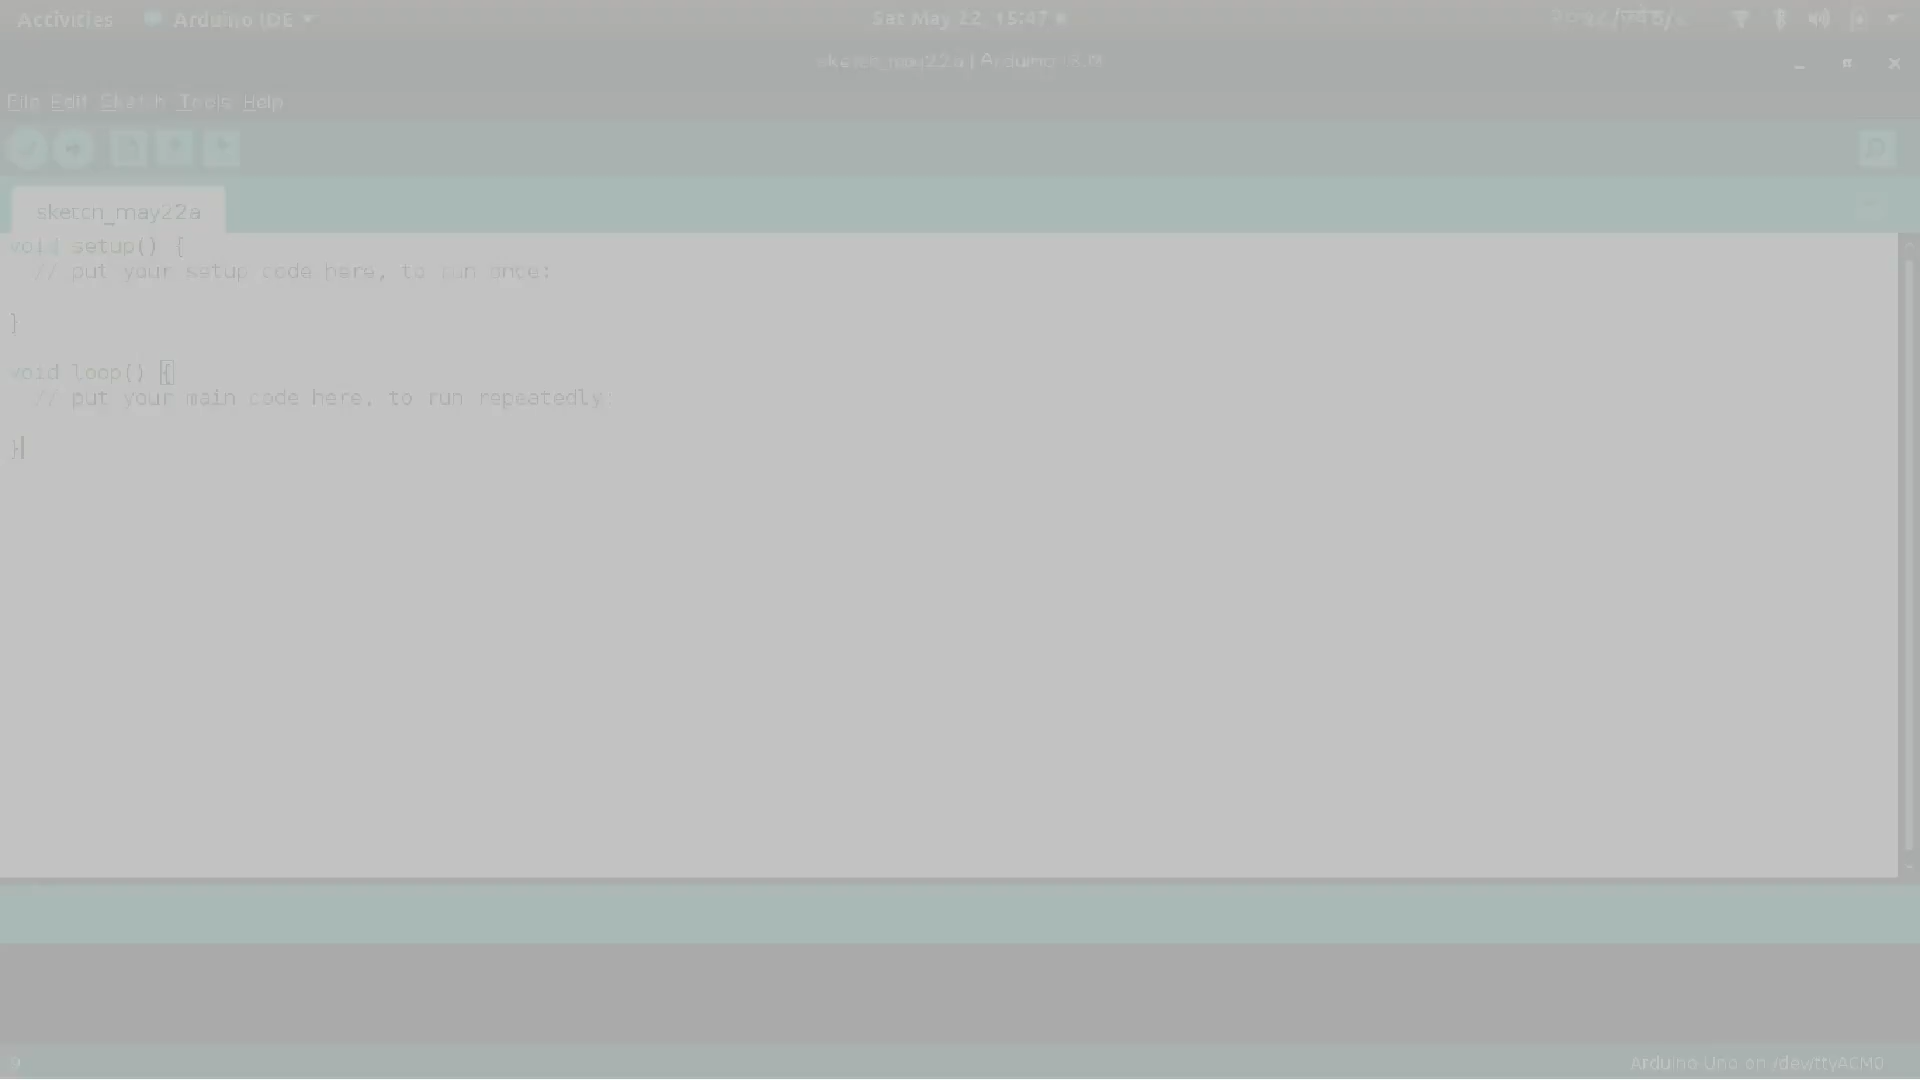 Activities Arduino IDE Sat May 22, 15:47
sketch_may22a | Arduino
File Edit Sketch Tools Help
sketch_may22a
void setup() {
// put your setup code here, to run once:
}
void loop() {
// put your main code here, to run repeatedly:
}
9
Arduino Uno on /dev/ttyACM0